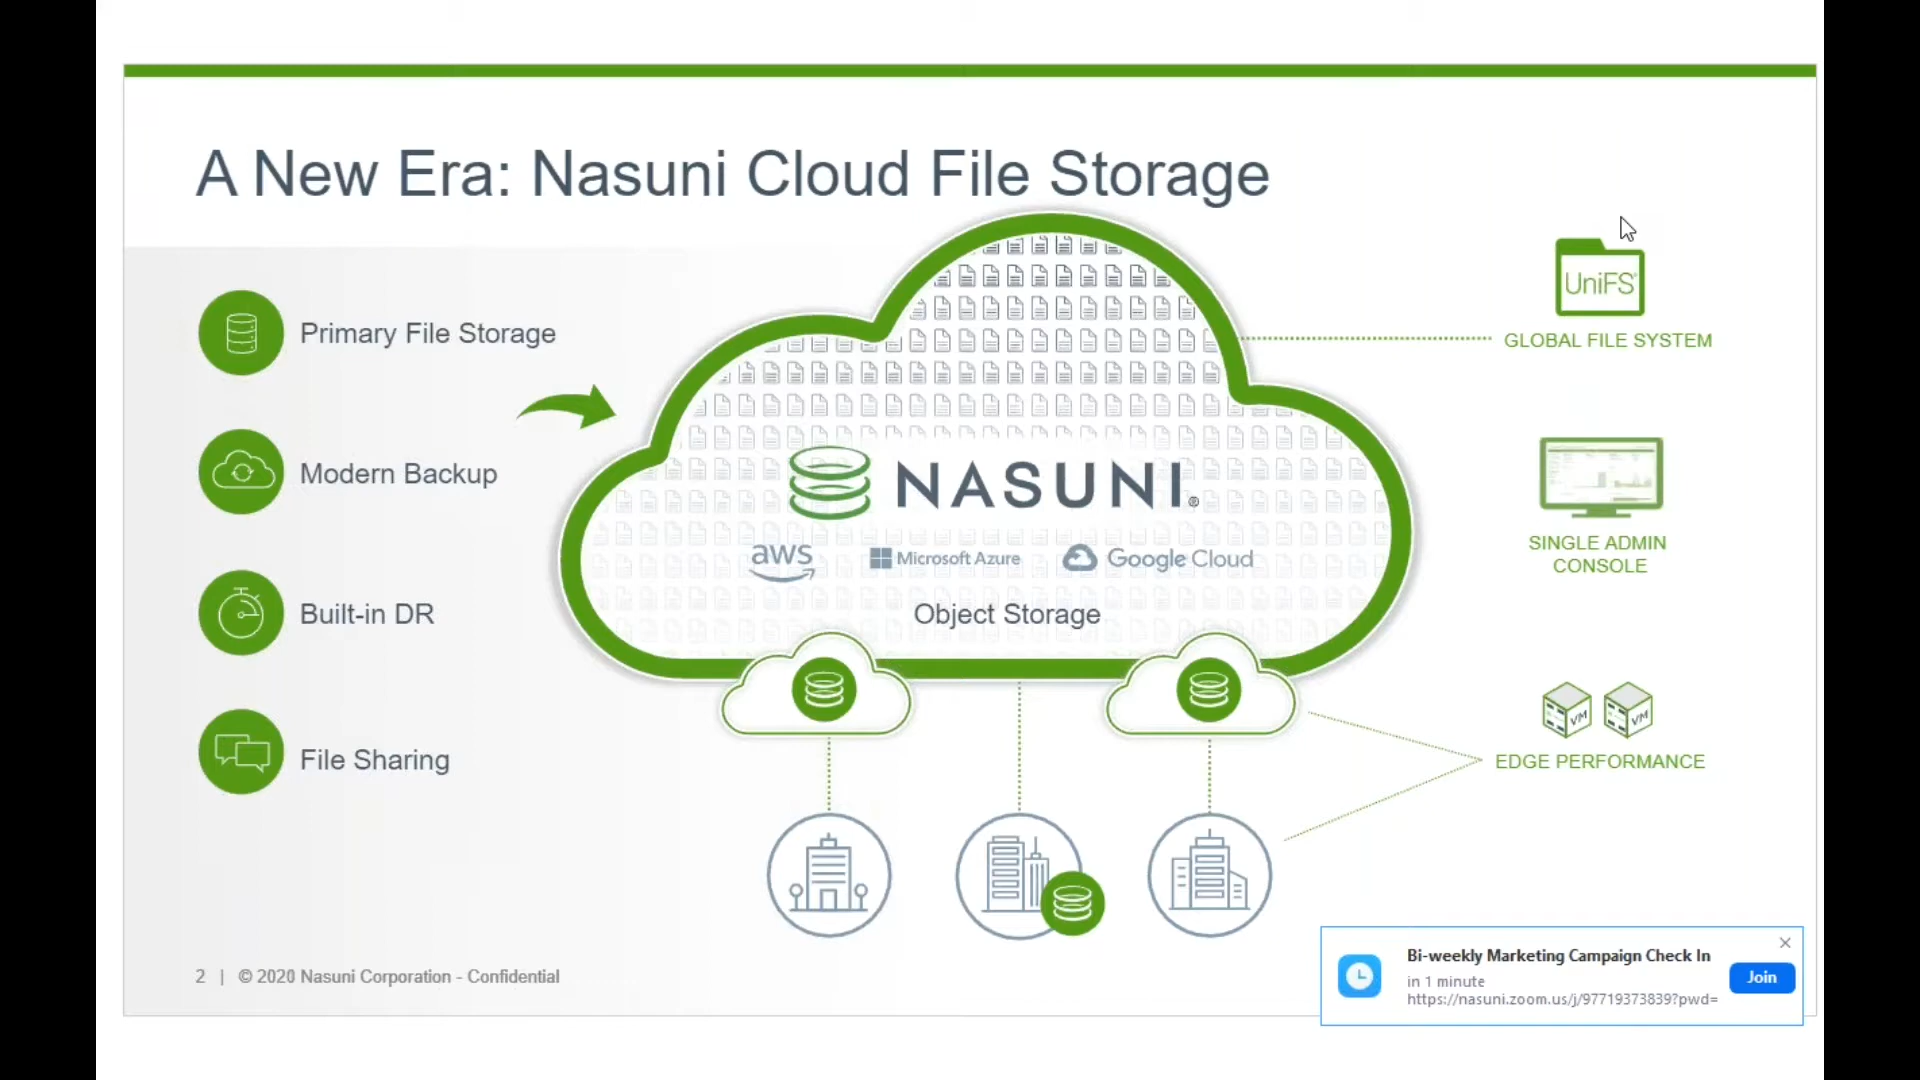 A New Era: Nasuni Cloud File Storage
Primary File Storage
Modern Backup
Built-in DR
File Sharing
NASUNI®
aws
Microsoft Azure
Google Cloud
Object Storage
UniFS®
GLOBAL FILE SYSTEM
SINGLE ADMIN
CONSOLE
VM
VM
EDGE PERFORMANCE
2 | © 2020 Nasuni Corporation - Confidential
Bi-weekly Marketing Campaign Check In
in 1 minute
https://nasuni.zoom.us/j/97719373839?pwd=
Join